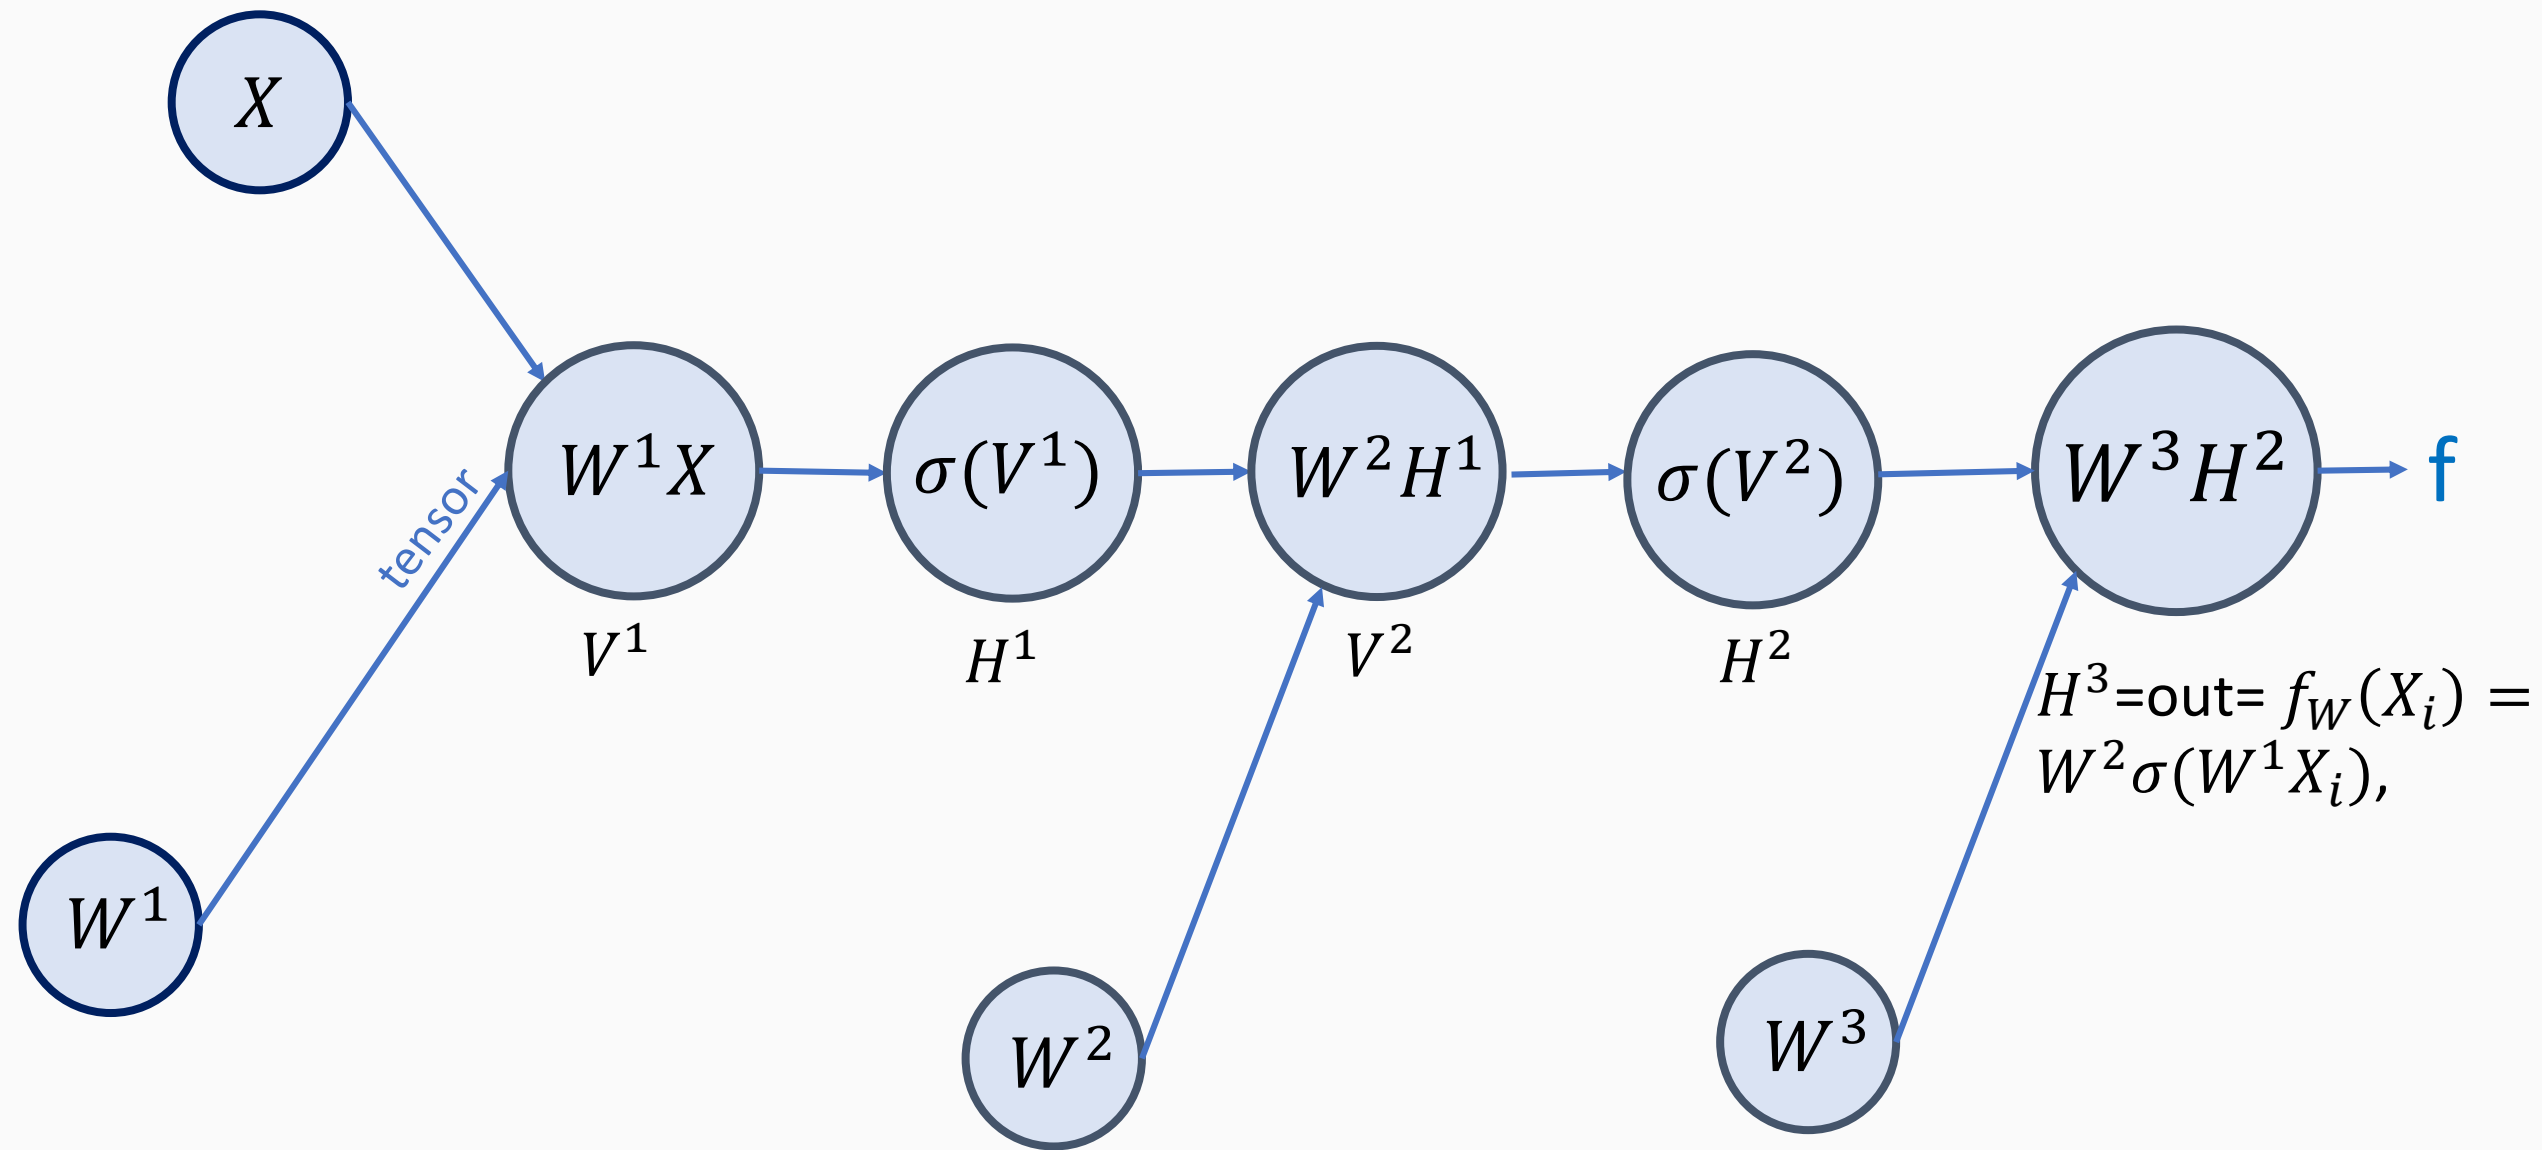 X
W¹X
σ(V¹)
W²H¹
σ(V²)
W³H²
f
tensor
V¹
H¹
V²
H²
H³=out= f_W(X_i) =
W²σ(W¹X_i),
W¹
W²
W³